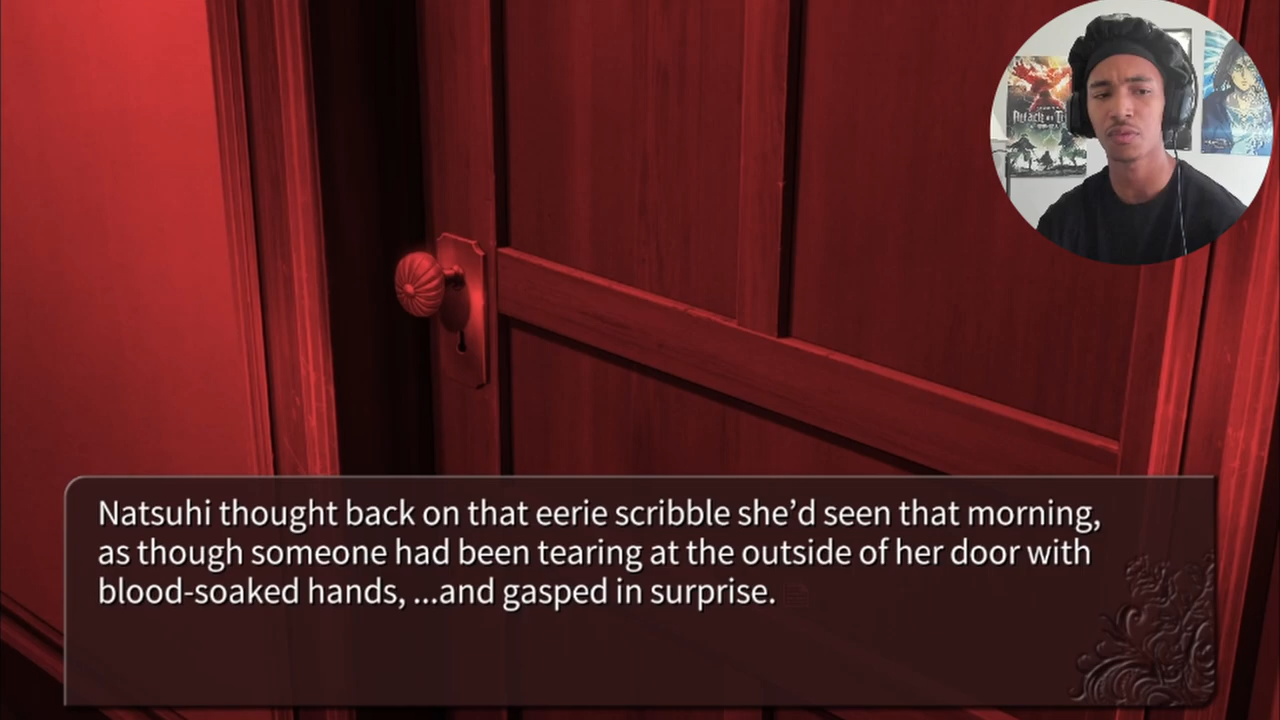 Natsuhi thought back on that eerie scribble she’d seen that morning,
as though someone had been tearing at the outside of her door with
blood-soaked hands, ...and gasped in surprise.